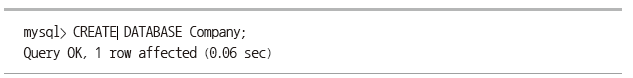 mysql> CREATE DATABASE Company;
Query OK, 1 row affected (0.06 sec)